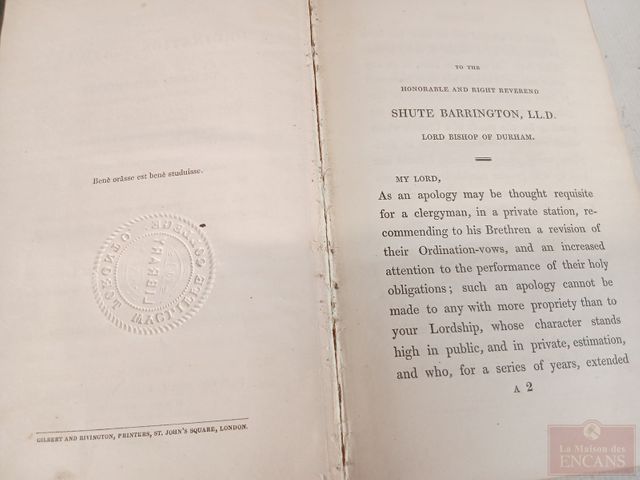 Benè orâsse est benè studuisse.
MACTIER COLLEGE. TORONTO
LIBRARY
GILBERT AND RIVINGTON, PRINTERS, ST. JOHN'S SQUARE, LONDON.
TO THE
HONORABLE AND RIGHT REVEREND
SHUTE BARRINGTON, LL.D.
LORD BISHOP OF DURHAM.
MY LORD,
As an apology may be thought requisite
for a clergyman, in a private station, re-
commending to his Brethren a revision of
their Ordination-vows, and an increased
attention to the performance of their holy
obligations; such an apology cannot be
made to any with more propriety than to
your Lordship, whose character stands
high in public, and in private, estimation,
and who, for a series of years, extended
A 2
La Maison des
ENCANS